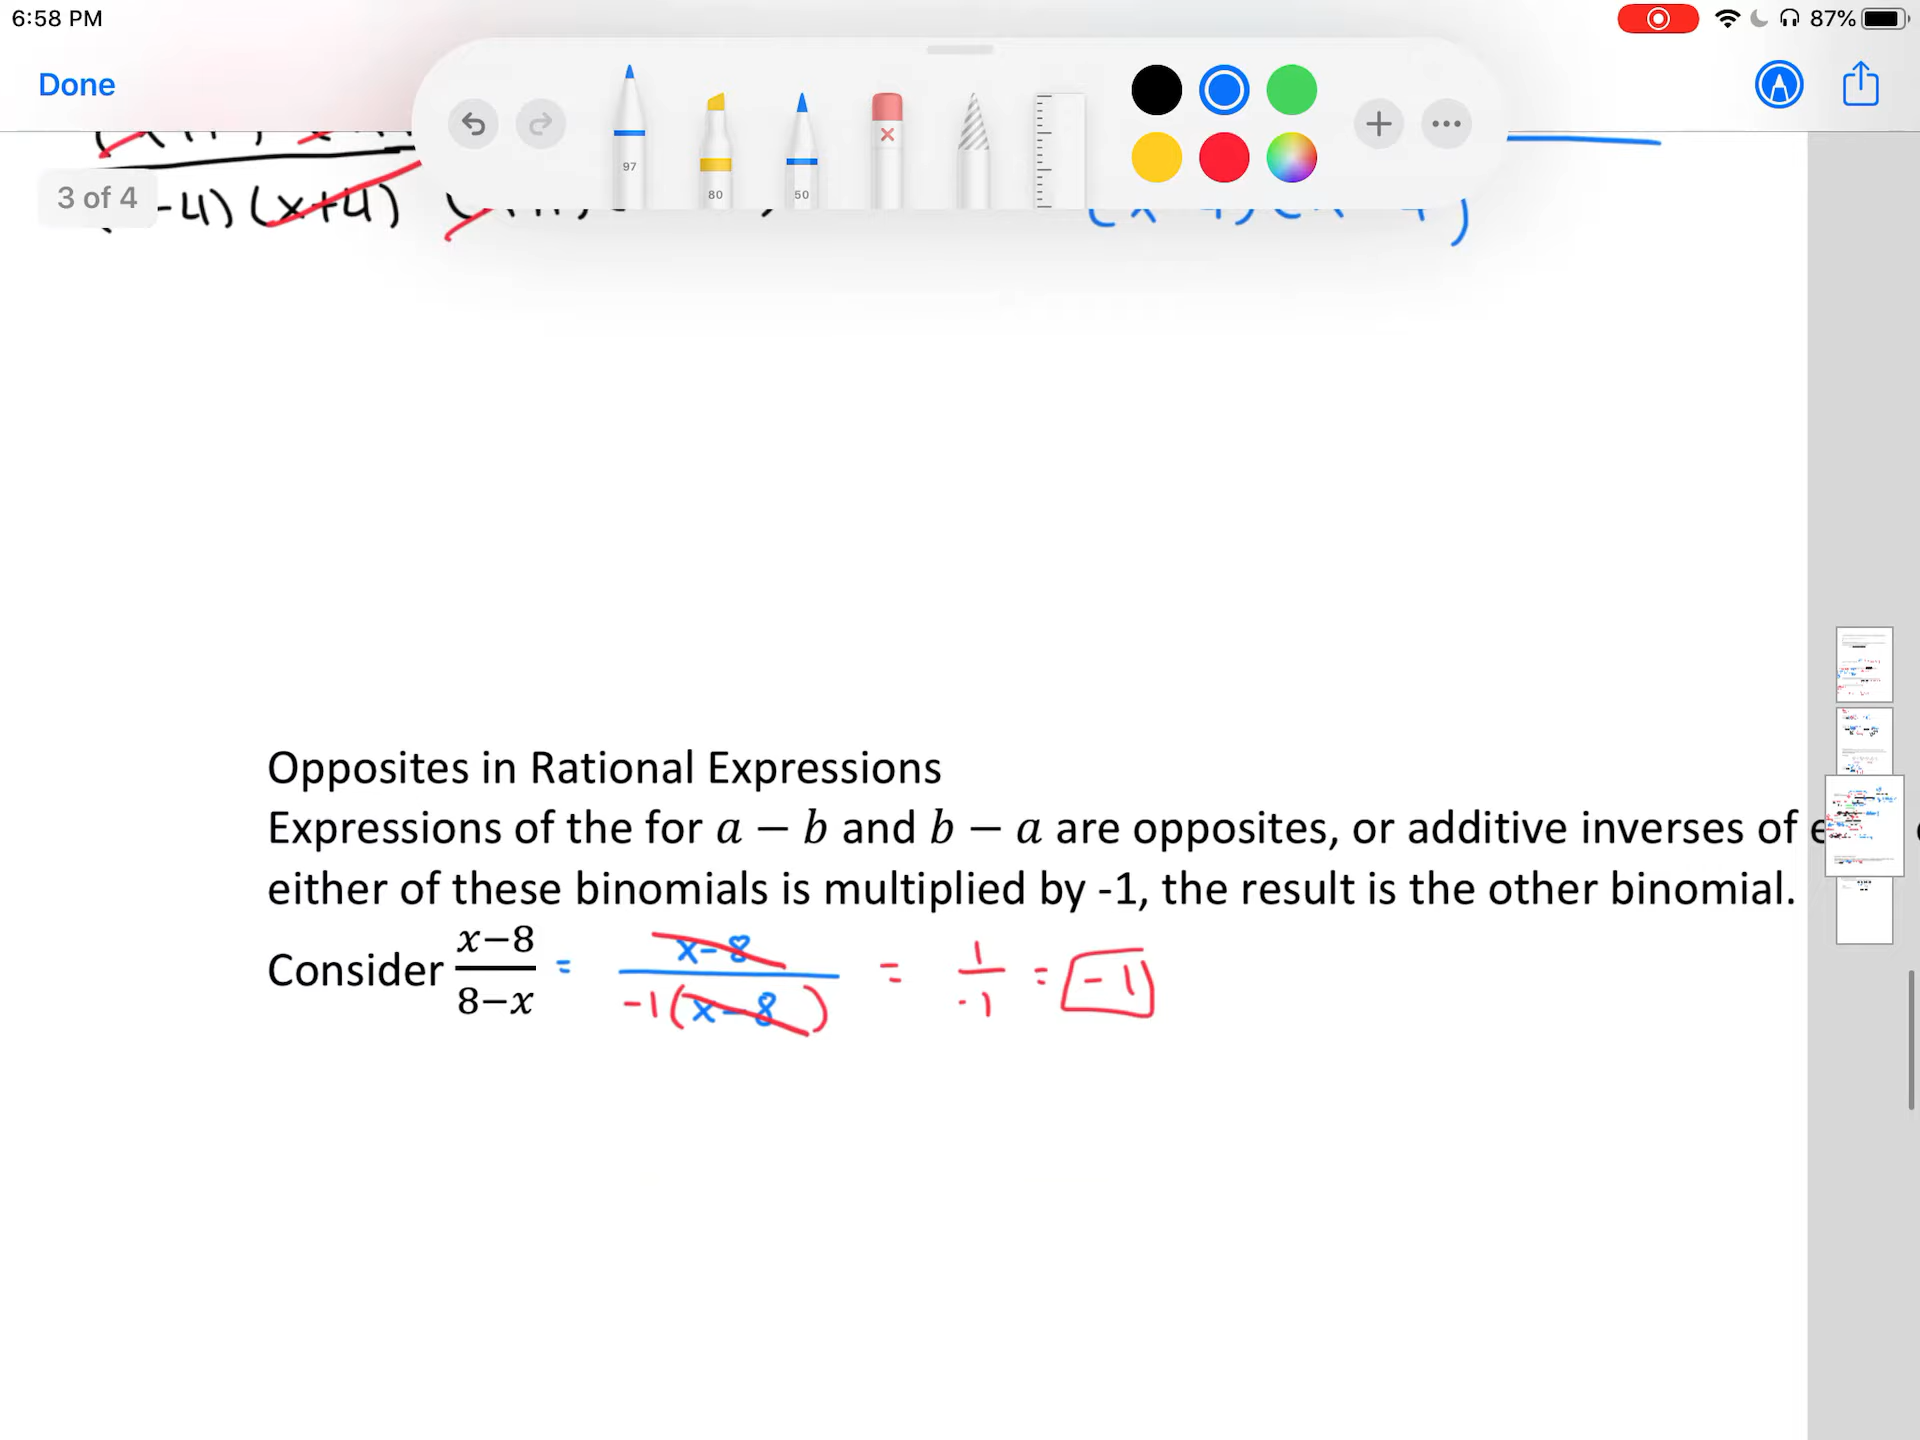 6:58 PM
87%
Done
97
80
50
3 of 4
-4) (x+4)
Opposites in Rational Expressions
Expressions of the for a − b and b − a are opposites, or additive inverses of
either of these binomials is multiplied by -1, the result is the other binomial.
Consider x−8/8−x = x-8/-1(x-8) = 1/-1 = -1